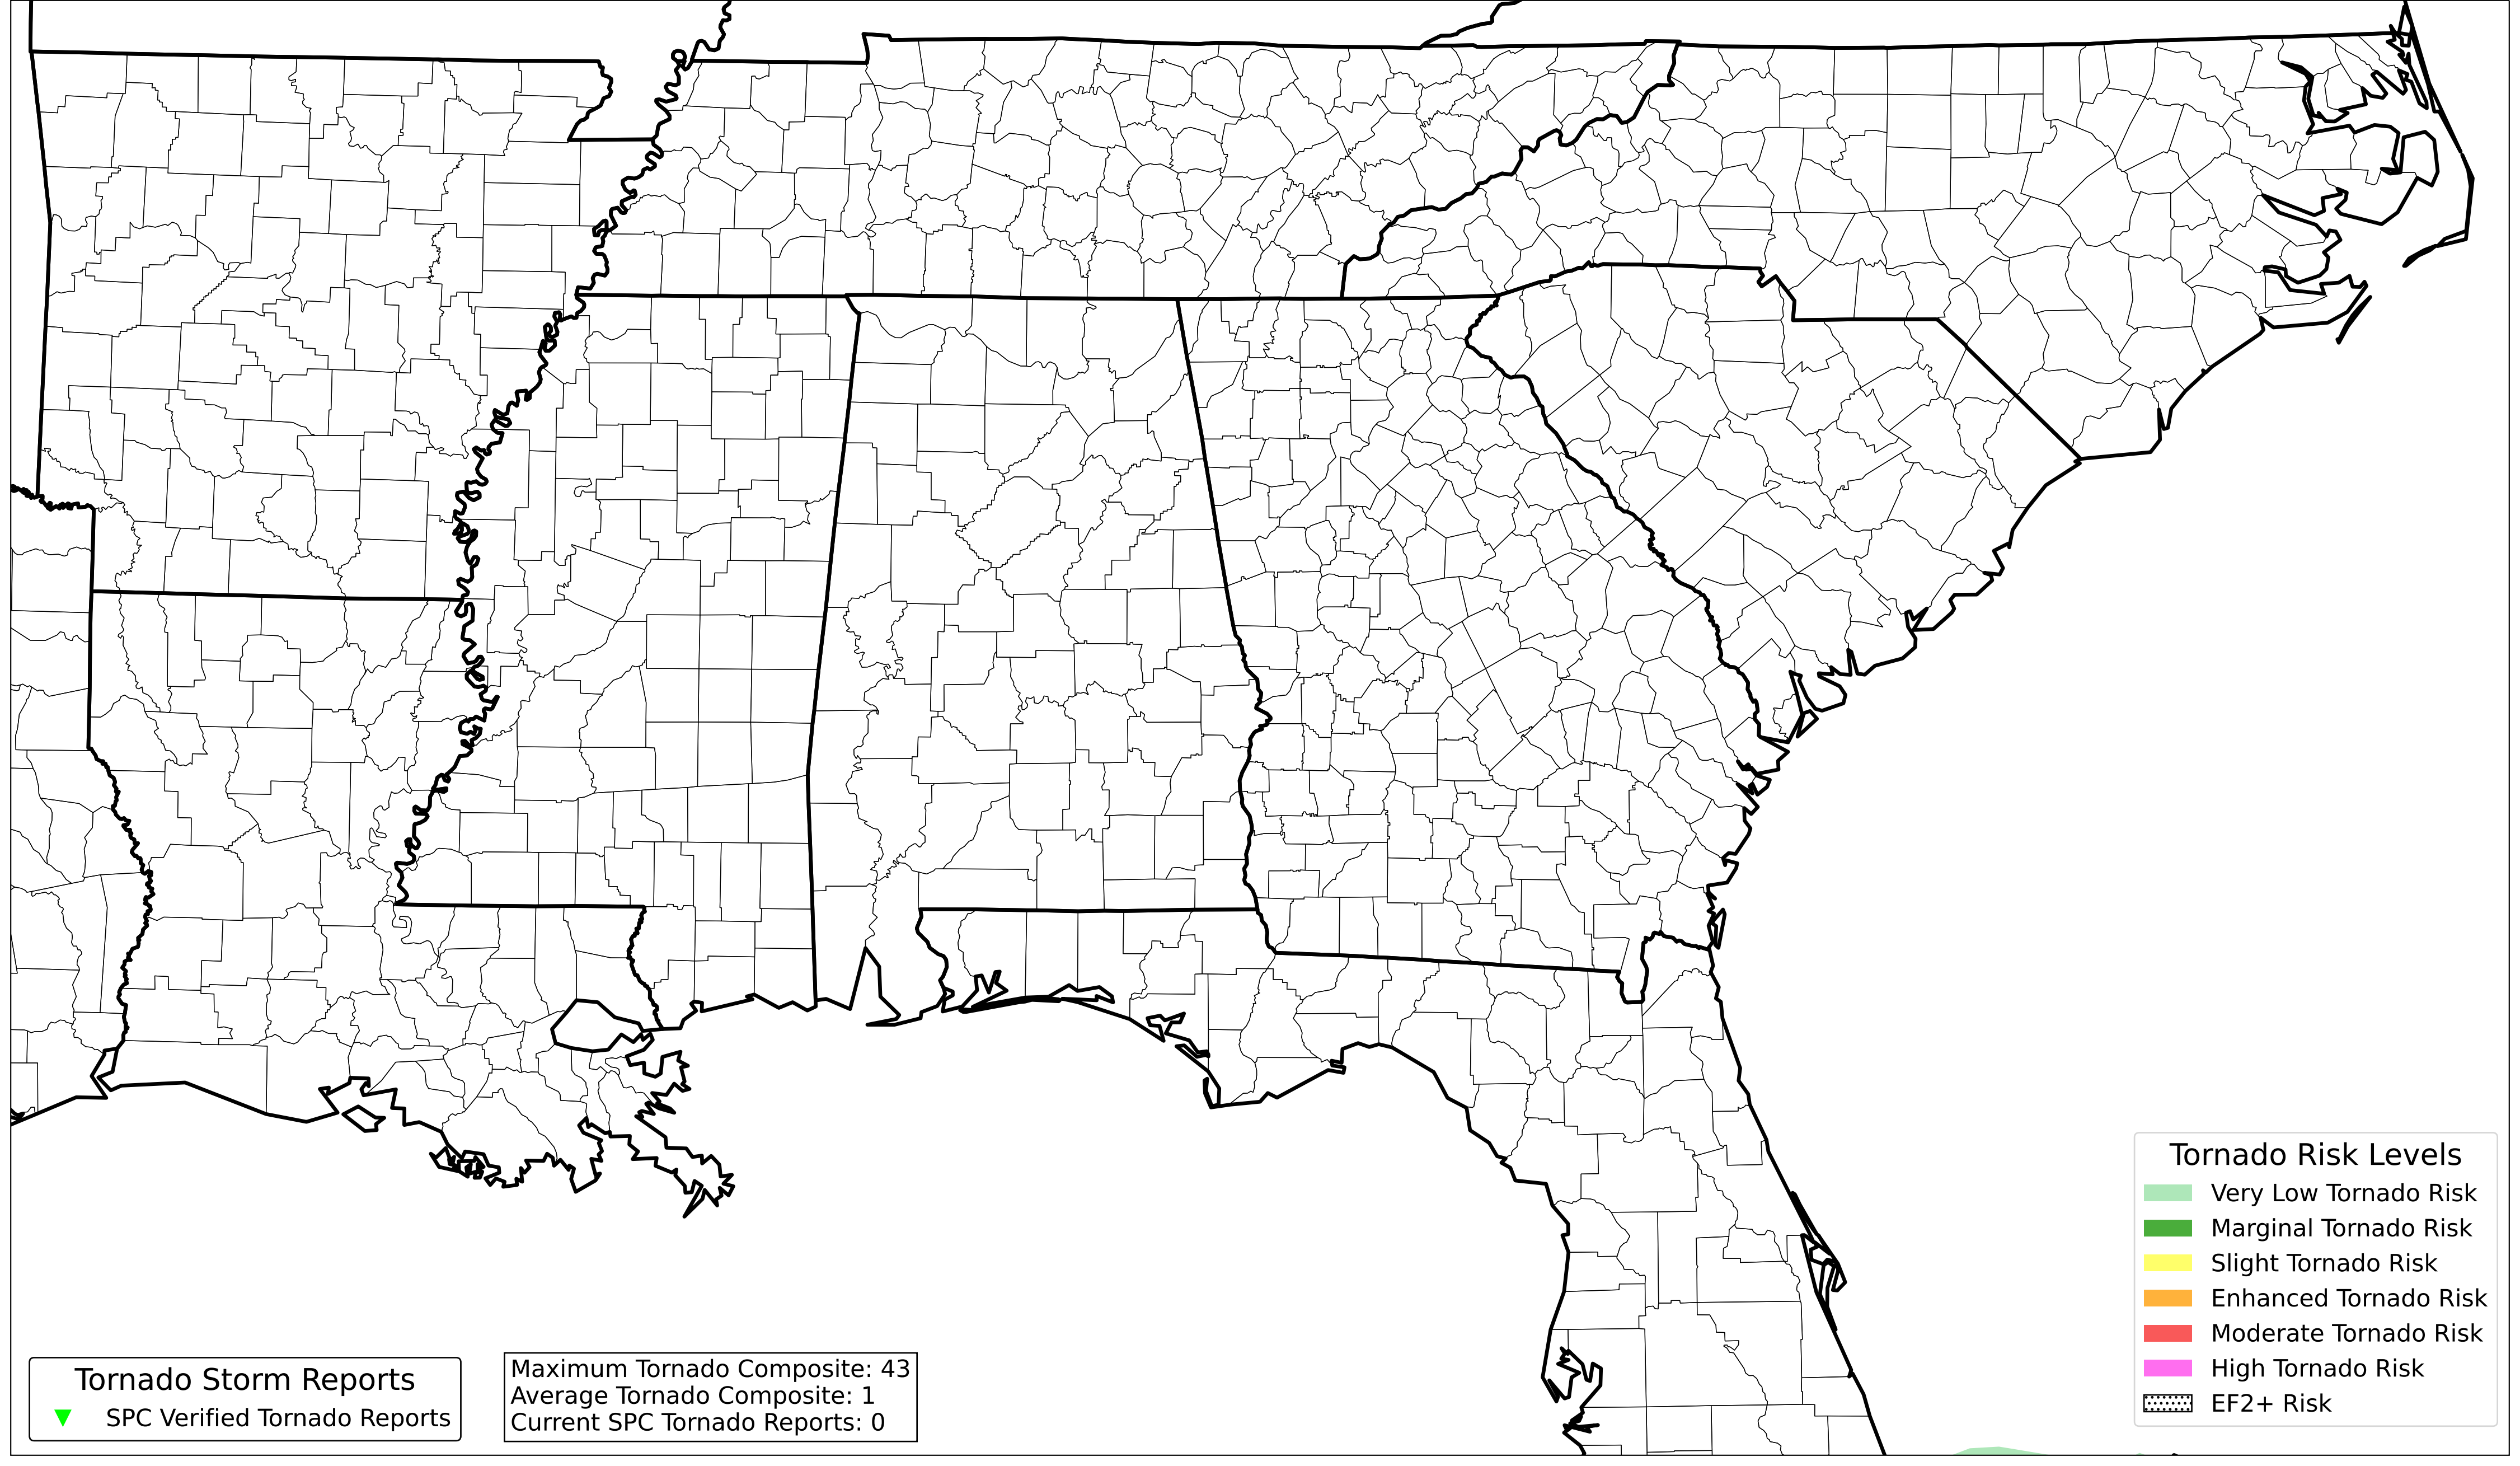 Tornado Risk Levels
Very Low Tornado Risk
Marginal Tornado Risk
Slight Tornado Risk
Enhanced Tornado Risk
Moderate Tornado Risk
High Tornado Risk
EF2+ Risk
Tornado Storm Reports
SPC Verified Tornado Reports
Maximum Tornado Composite: 43
Average Tornado Composite: 1
Current SPC Tornado Reports: 0